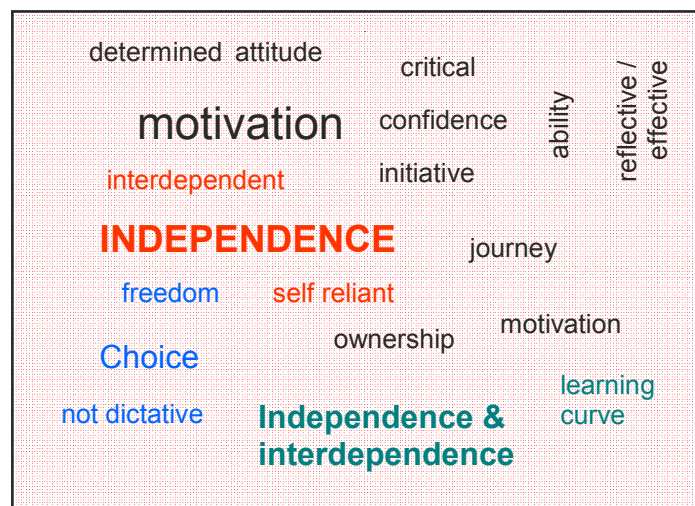 determined attitude
critical
reflective /
effective
ability
motivation
confidence
interdependent
initiative
INDEPENDENCE
journey
freedom
self reliant
motivation
ownership
Choice
learning
curve
not dictative
Independence &
interdependence